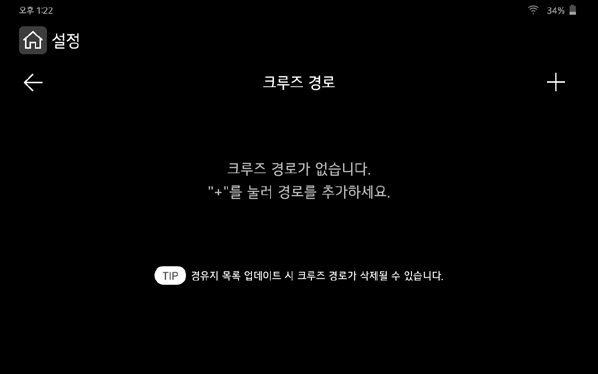 오후 1:22
34%
설정
크루즈 경로
크루즈 경로가 없습니다.
"+"를 눌러 경로를 추가하세요.
TIP 경유지 목록 업데이트 시 크루즈 경로가 삭제될 수 있습니다.